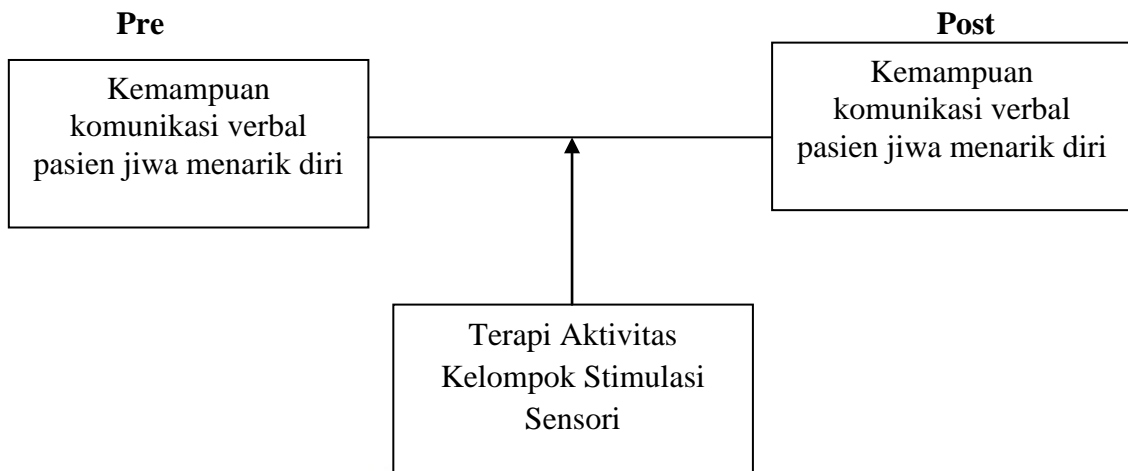 Pre
Post
Kemampuan
komunikasi verbal
pasien jiwa menarik diri
Kemampuan
komunikasi verbal
pasien jiwa menarik diri
Terapi Aktivitas
Kelompok Stimulasi
Sensori